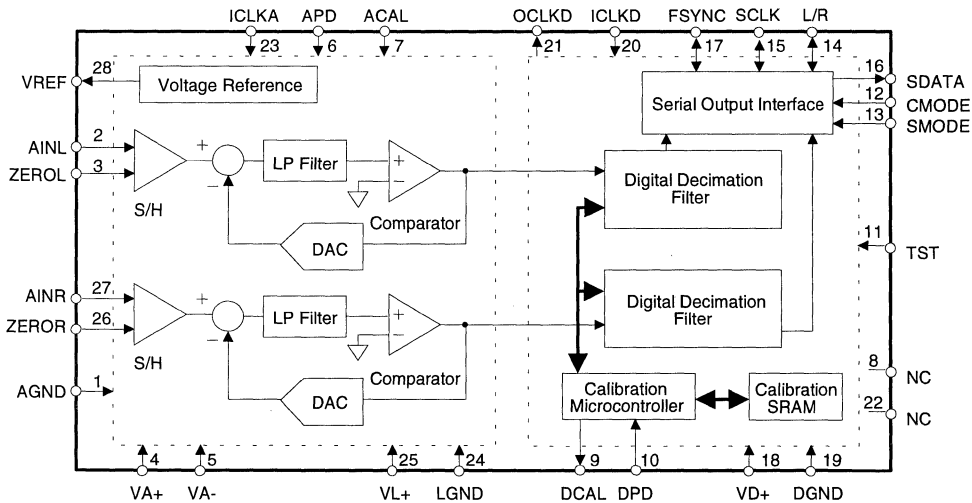 ICLKA APD ACAL OCLKD ICLKD FSYNC SCLK L/R
23 6 7 21 20 17 15 14
VREF 28 Voltage Reference
16 SDATA
Serial Output Interface
12 CMODE
13 SMODE
AINL 2
ZEROL 3
S/H
+
−
LP Filter
+
−
Comparator
DAC
Digital Decimation
Filter
11 TST
AINR 27
ZEROR 26
S/H
+
−
LP Filter
+
−
Comparator
DAC
Digital Decimation
Filter
AGND 1
Calibration
Microcontroller
Calibration
SRAM
8 NC
22 NC
4 5 25 24 9 10 18 19
VA+ VA- VL+ LGND DCAL DPD VD+ DGND